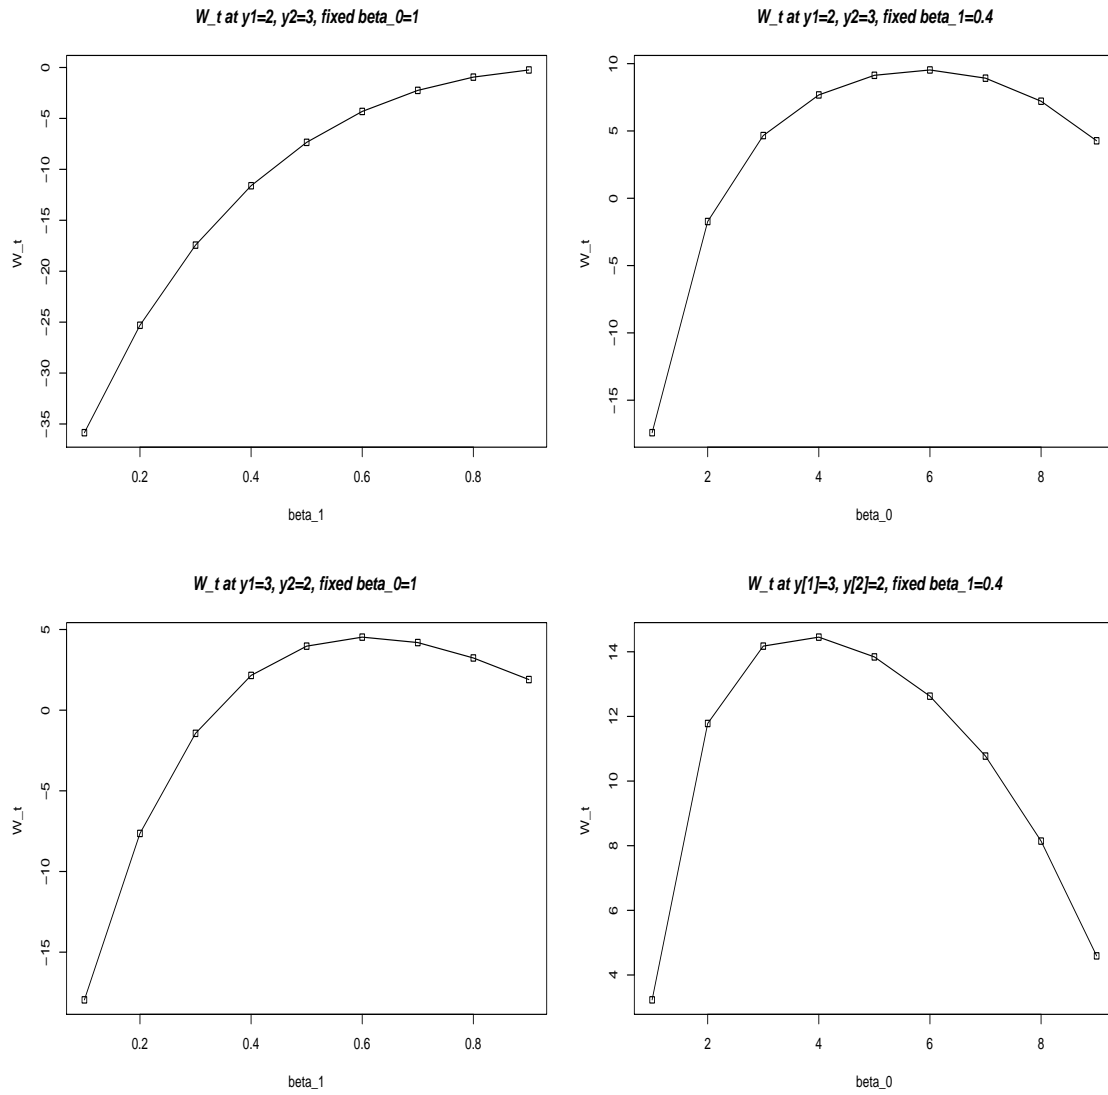 W_t at y1=2, y2=3, fixed beta_0=1
W_t
0
−5
−10
−15
−20
−25
−30
−35
0.2 0.4 0.6 0.8
beta_1
W_t at y1=2, y2=3, fixed beta_1=0.4
W_t
10
5
0
−5
−10
−15
2 4 6 8
beta_0
W_t at y1=3, y2=2, fixed beta_0=1
W_t
5
0
−5
−10
−15
0.2 0.4 0.6 0.8
beta_1
W_t at y[1]=3, y[2]=2, fixed beta_1=0.4
W_t
14
12
10
8
6
4
2 4 6 8
beta_0